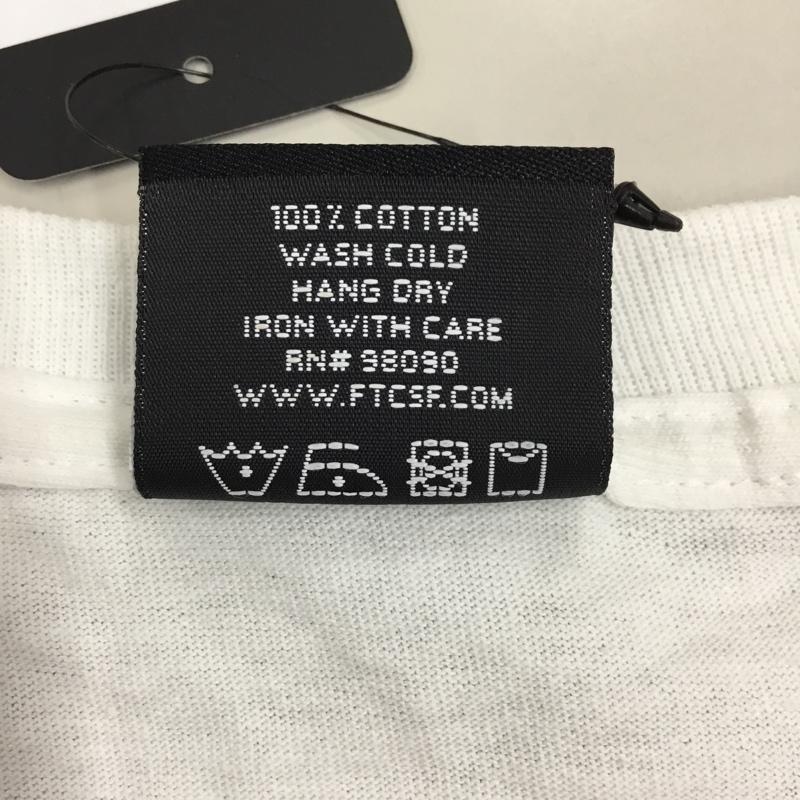 100% COTTON
WASH COLD
HANG DRY
IRON WITH CARE
RN# 98090
WWW.FTCSF.COM